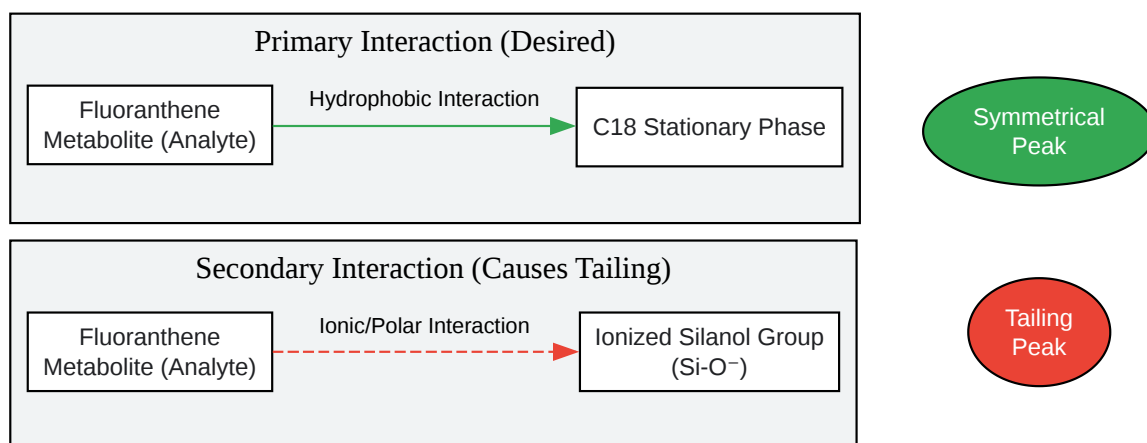 Primary Interaction (Desired)
Fluoranthene
Metabolite (Analyte)
Hydrophobic Interaction
C18 Stationary Phase
Symmetrical
Peak
Secondary Interaction (Causes Tailing)
Fluoranthene
Metabolite (Analyte)
Ionic/Polar Interaction
Ionized Silanol Group
(Si-O⁻)
Tailing
Peak